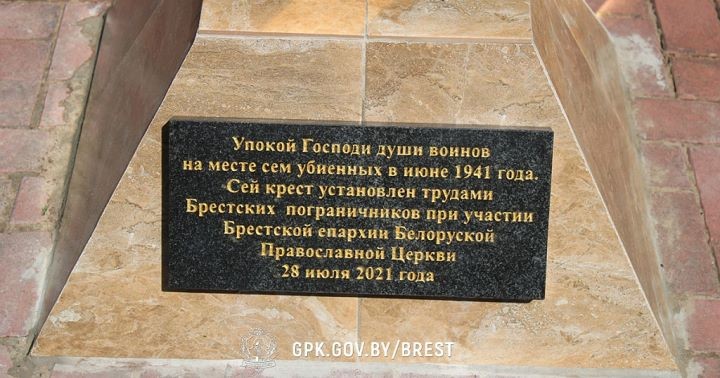 Упокой Господи души воинов
на месте сем убиенных в июне 1941 года.
Сей крест установлен трудами
Брестских пограничников при участии
Брестской епархии Белоруской
Православной Церкви
28 июля 2021 года
GPK.GOV.BY/BREST